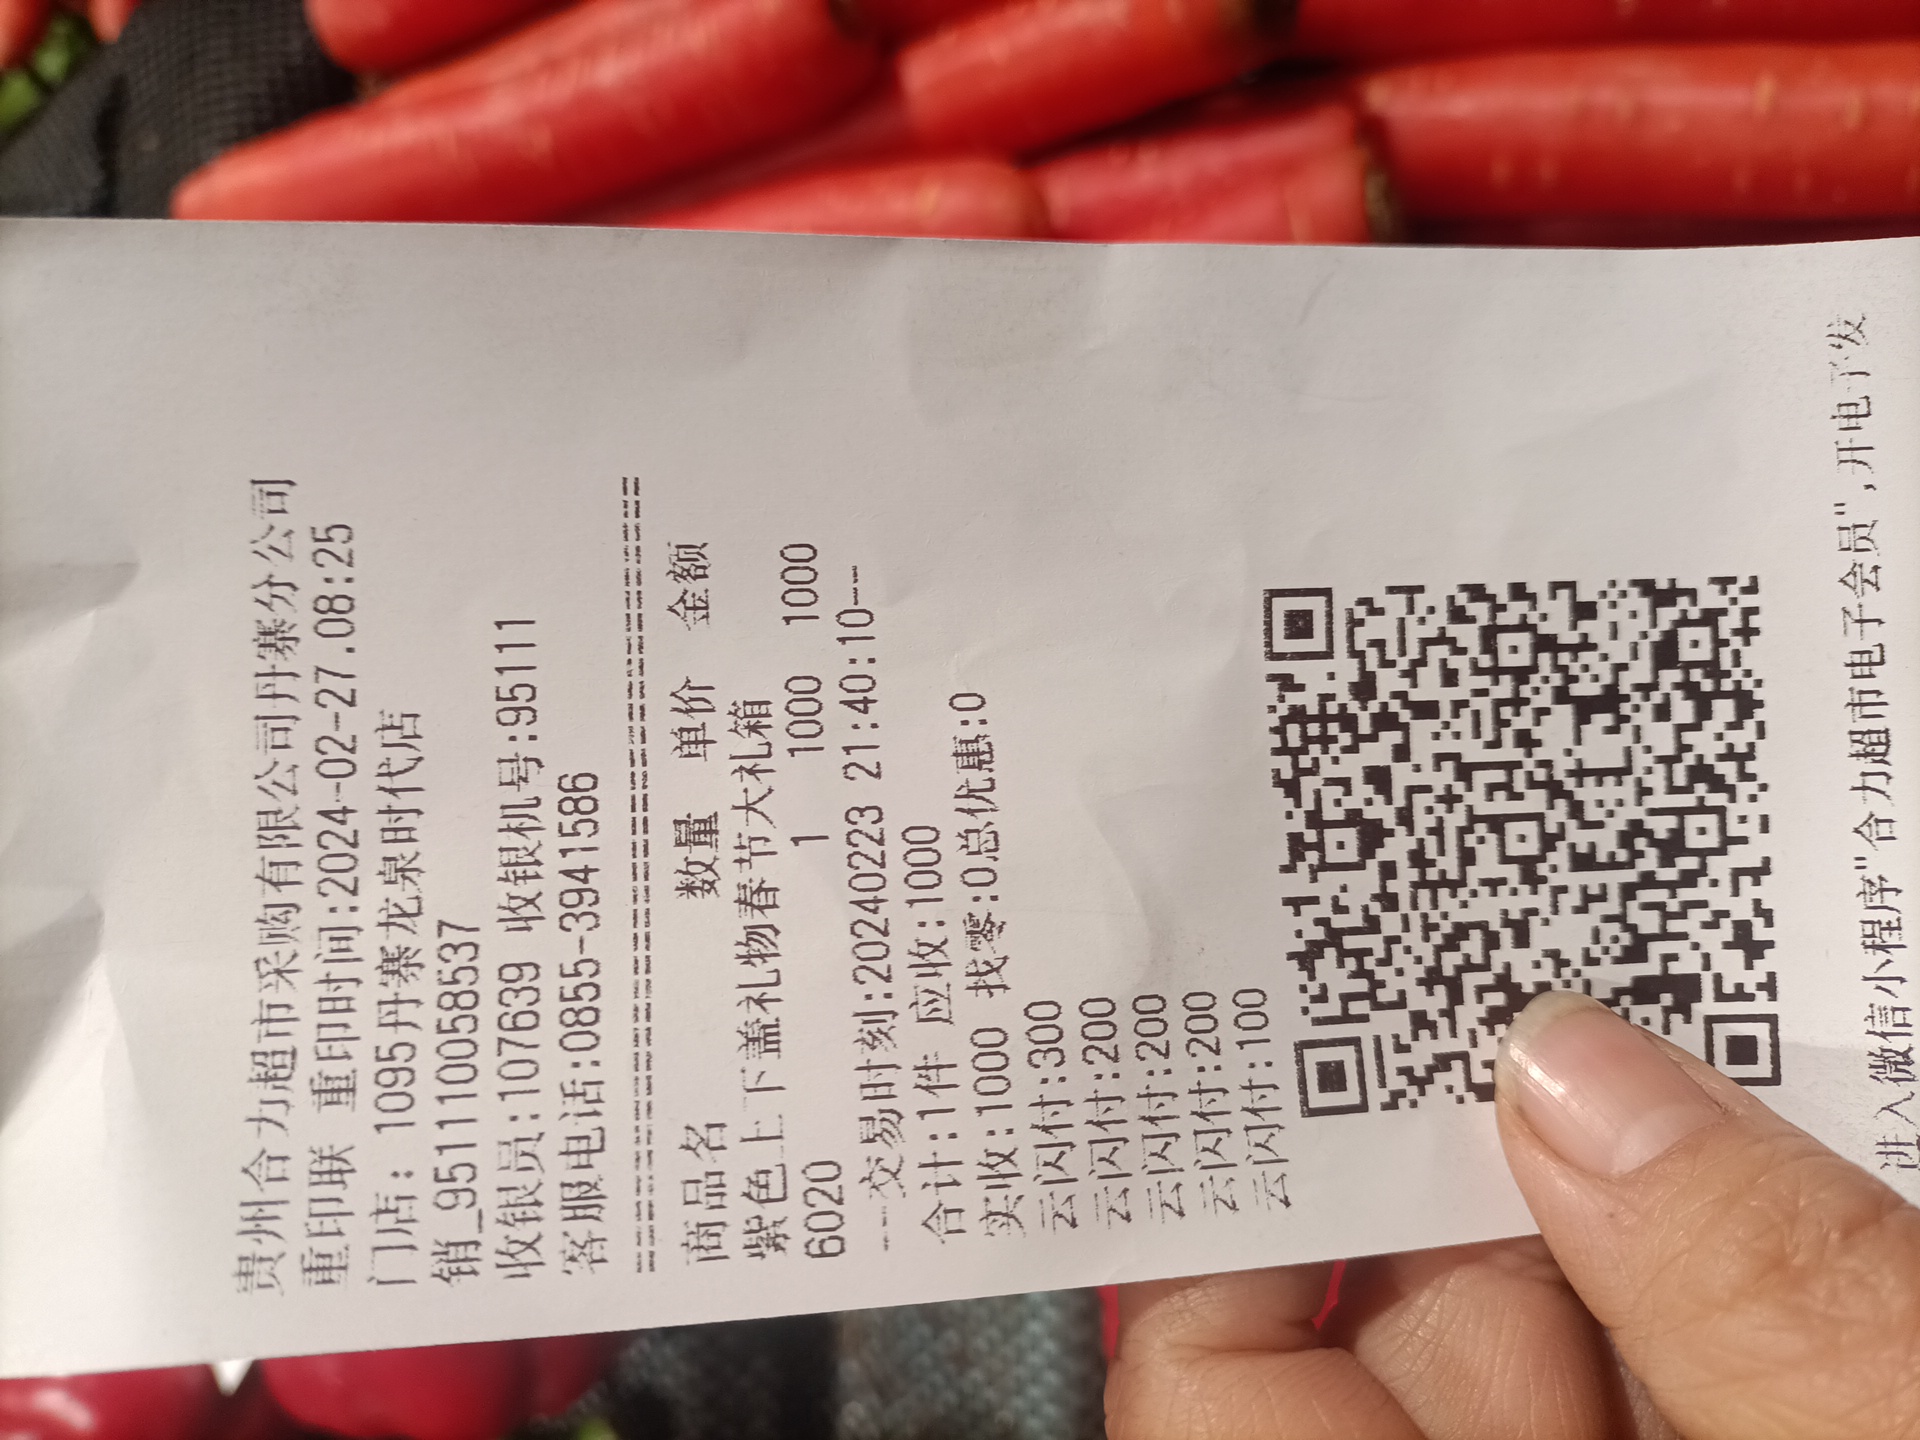 贵州合力超市采购有限公司丹寨分公司
重印联 重印时间:2024-02-27.08:25
门店: 1095丹寨龙泉时代店
销_951110058537
收银员:107639 收银机号:95111
客服电话:0855-3941586
商品名 数量 单价 金额
紫色上下盖礼物春节大礼箱
6020 1 1000 1000
---交易时刻:20240223 21:40:10--
合计:1件 应收:1000
实收:1000 找零:0总优惠:0
云闪付:300
云闪付:200
云闪付:200
云闪付:200
云闪付:100
进入微信小程序"合力超市电子会员",开电子发